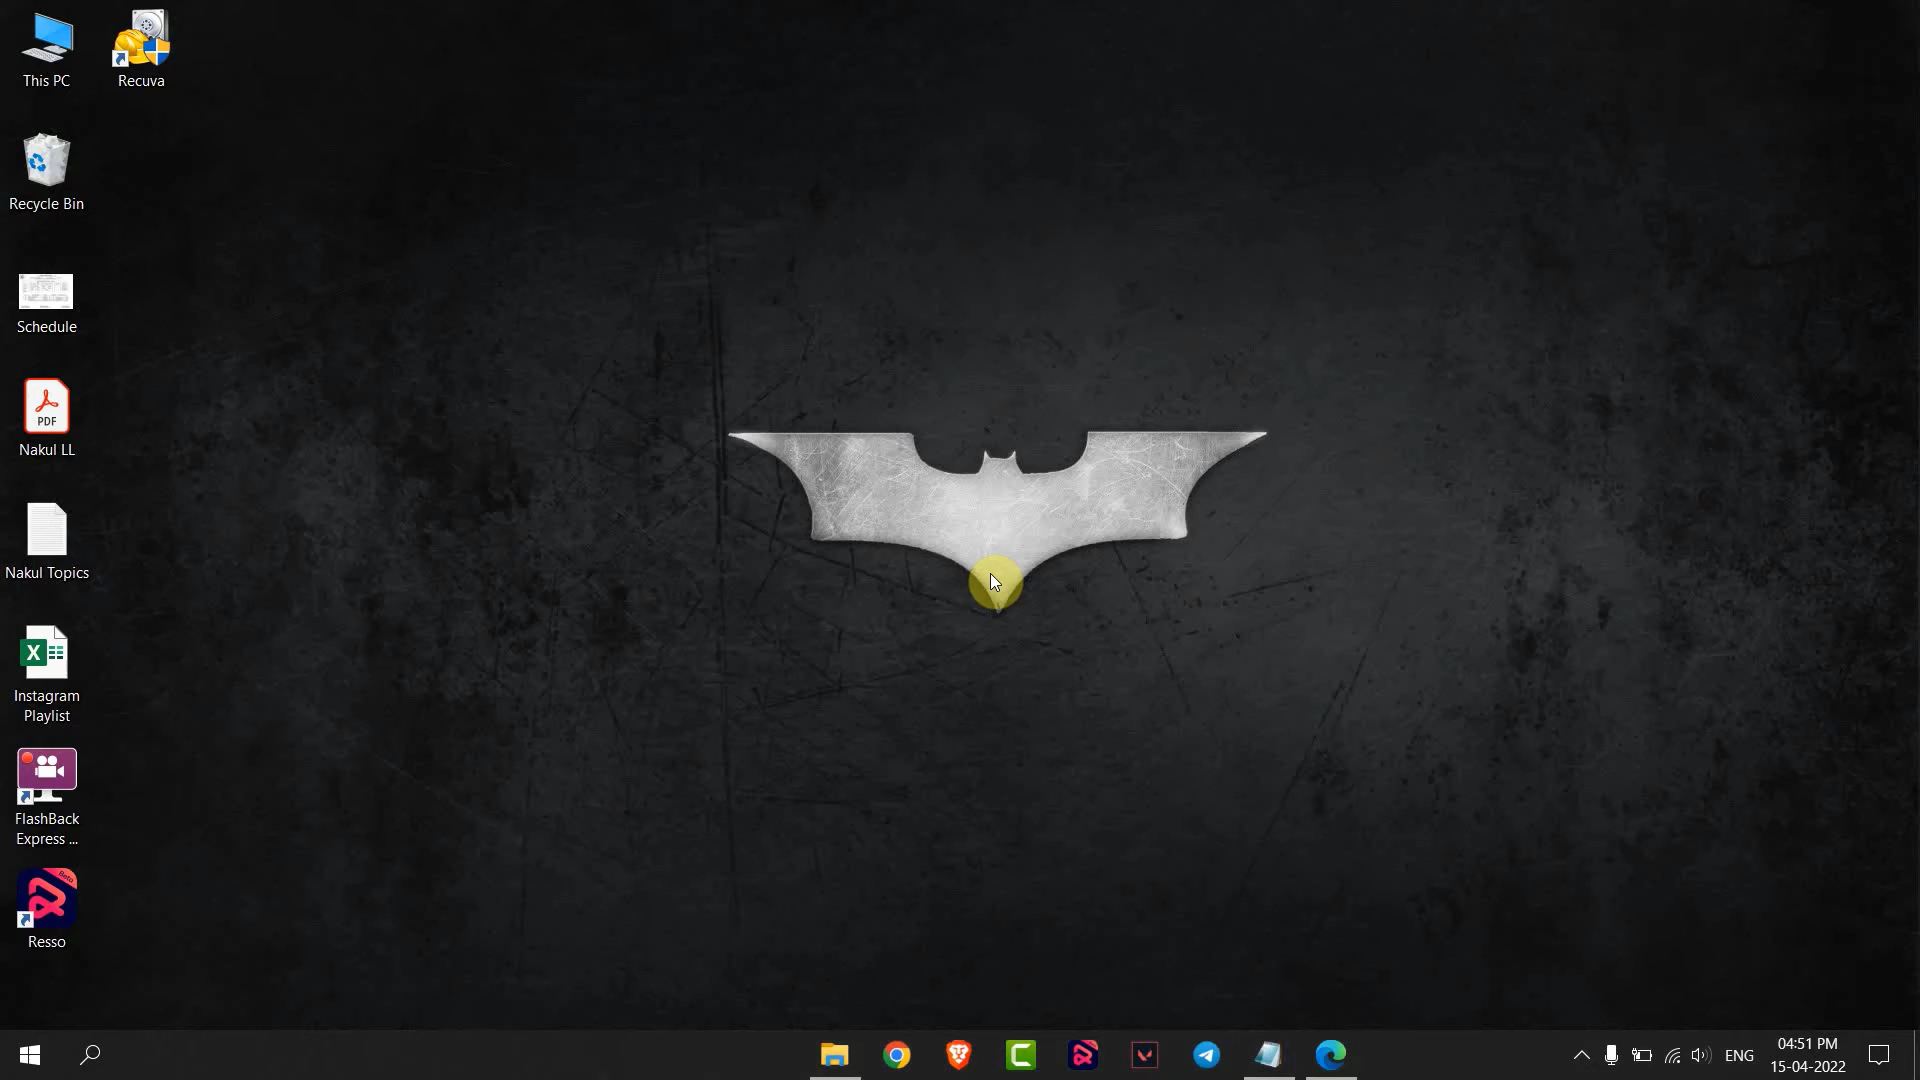 This PC
Recuva
Recycle Bin
Schedule
PDF
Nakul LL
Nakul Topics
X
Instagram
Playlist
FlashBack
Express ...
Beta
Resso
ENG
04:51 PM
15-04-2022